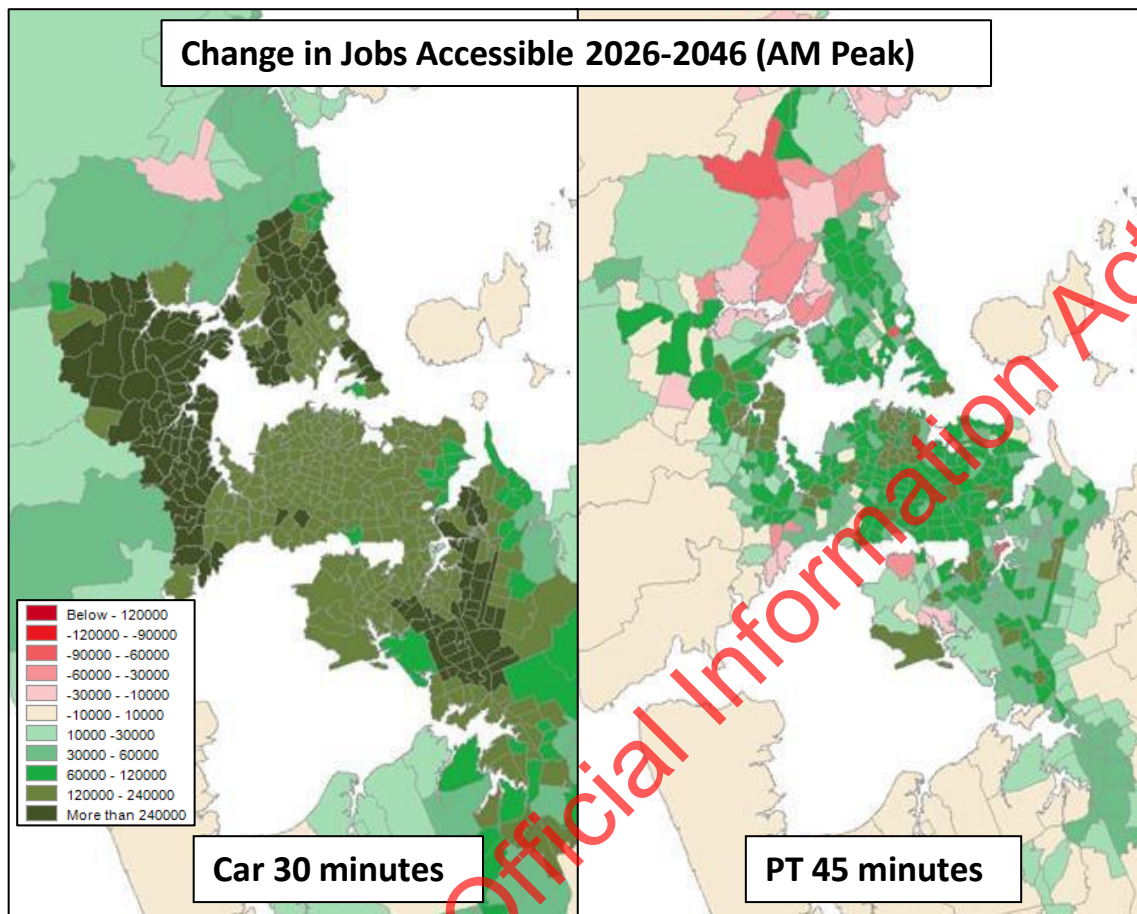 Change in Jobs Accessible 2026-2046 (AM Peak)
Below - 120000
-120000 - -90000
-90000 - -60000
-60000 - -30000
-30000 - -10000
-10000 - 10000
10000 -30000
30000 - 60000
60000 - 120000
120000 - 240000
More than 240000
Car 30 minutes
PT 45 minutes
Official Information Act